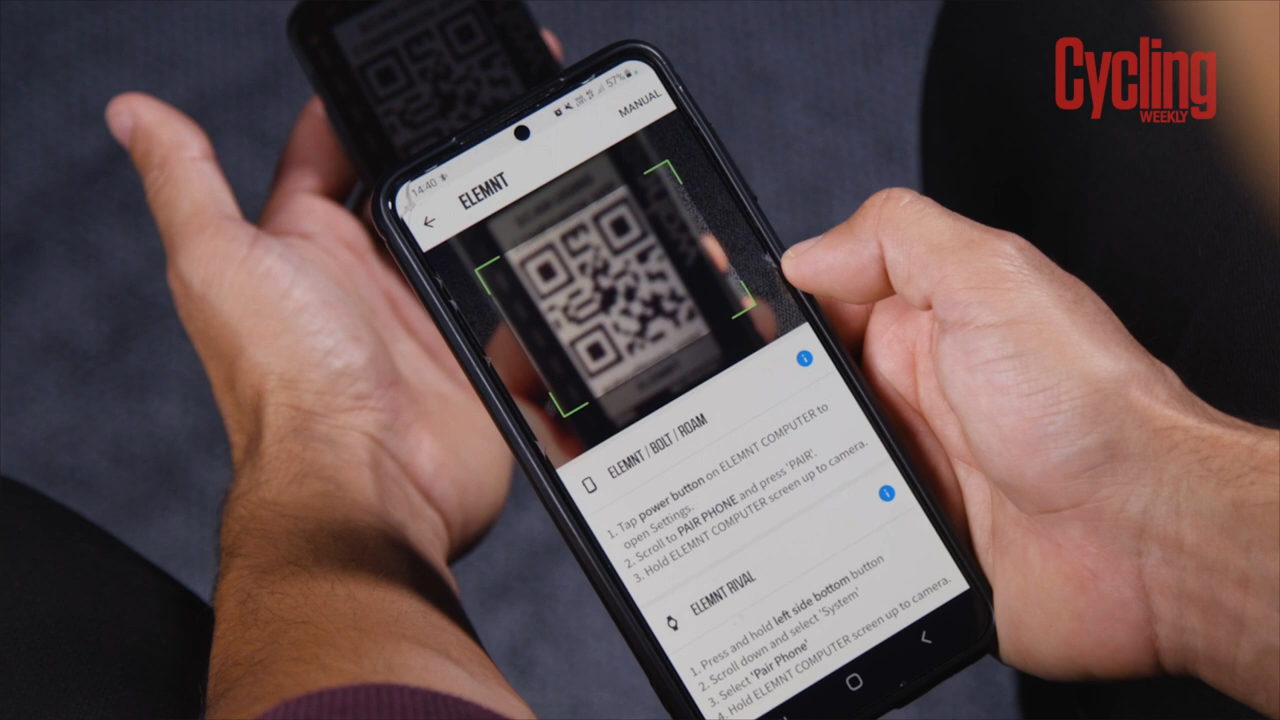 Cycling
WEEKLY
57%
MANUAL
14:40
ELEMNT
ELEMNT / BOLT / ROAM
1. Tap power button on ELEMNT COMPUTER to
open Settings.
2. Scroll to PAIR PHONE and press 'PAIR'.
3. Hold ELEMNT COMPUTER screen up to camera.
ELEMNT RIVAL
1. Press and hold left side bottom button
2. Scroll down and select 'System'
3. Select 'Pair Phone'
4. Hold ELEMNT COMPUTER screen up to camera.